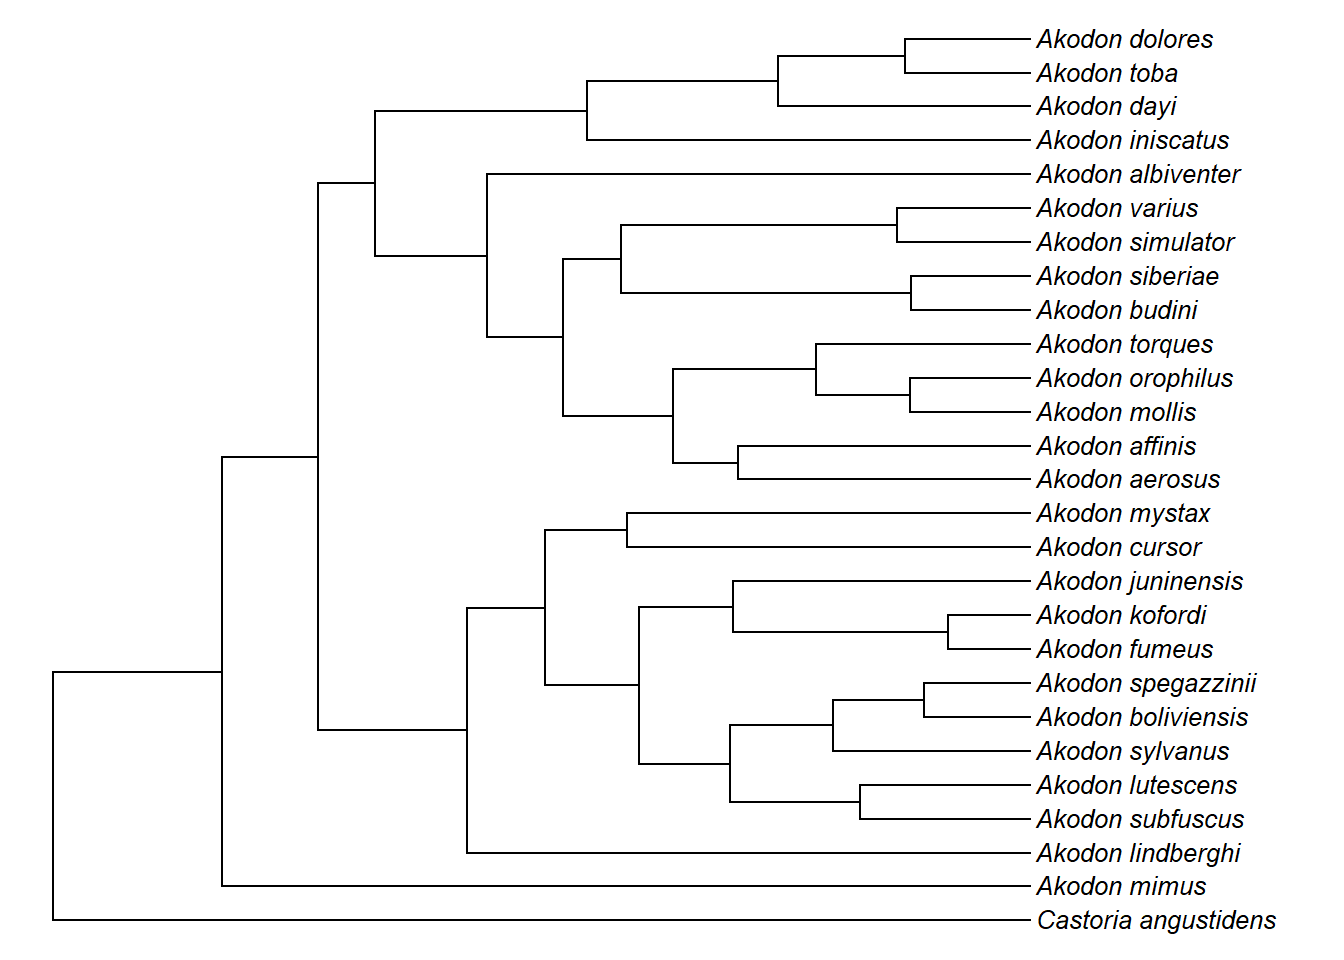 Akodon dolores
Akodon toba
Akodon dayi
Akodon iniscatus
Akodon albiventer
Akodon varius
Akodon simulator
Akodon siberiae
Akodon budini
Akodon torques
Akodon orophilus
Akodon mollis
Akodon affinis
Akodon aerosus
Akodon mystax
Akodon cursor
Akodon juninensis
Akodon kofordi
Akodon fumeus
Akodon spegazzinii
Akodon boliviensis
Akodon sylvanus
Akodon lutescens
Akodon subfuscus
Akodon lindberghi
Akodon mimus
Castoria angustidens